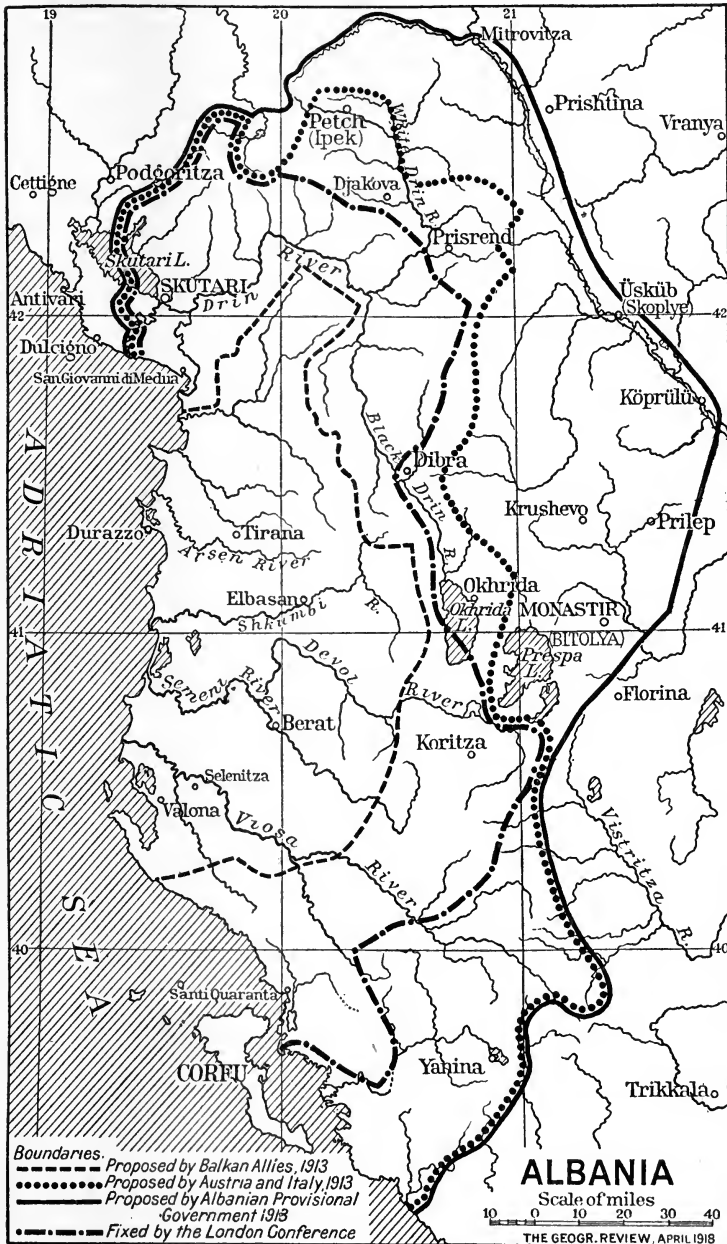 19
20
21
Mitrovitza
Prishtina
Vranya
Petch
(Ipek)
White Drin R.
Podgoritza
Cettigne
Djakova
Prisrend
Skutari L.
SKUTARI
Drin River
Antivari
Üsküb
(Skoplye)
42
42
Dulcigno
San Giovanni di Medua
Köprülü
Black Drin R.
Dibra
Krushevo
Prilep
Durazzo
Tirana
Arsen River
Okhrida
Okhrida
L.
Elbasan
Shkumbi R.
MONASTIR
(BITOLYA)
41
41
Prespa
L.
Devol River
Semeni River
Florina
Berat
Koritza
Selenitza
Valona
Viosa River
Vistritza R.
ADRIATIC SEA
40
40
Santi Quaranta
CORFU
Yanina
Trikkala
Boundaries.
Proposed by Balkan Allies, 1913
Proposed by Austria and Italy, 1913
Proposed by Albanian Provisional
Government 1913
Fixed by the London Conference
ALBANIA
Scale of miles
10 0 10 20 30 40
THE GEOGR. REVIEW, APRIL 1918